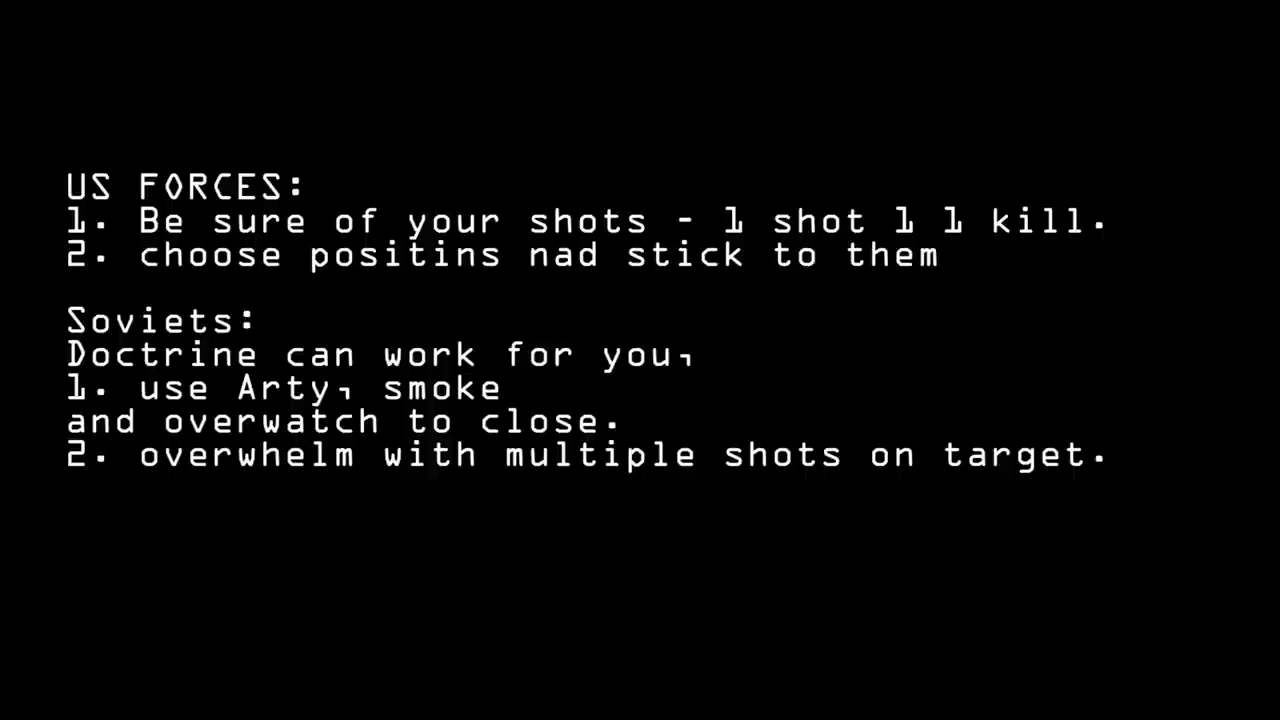 US FORCES:
1. Be sure of your shots - 1 shot 1 1 kill.
2. choose positins nad stick to them
Soviets:
Doctrine can work for you,
1. use Arty, smoke
and overwatch to close.
2. overwhelm with multiple shots on target.